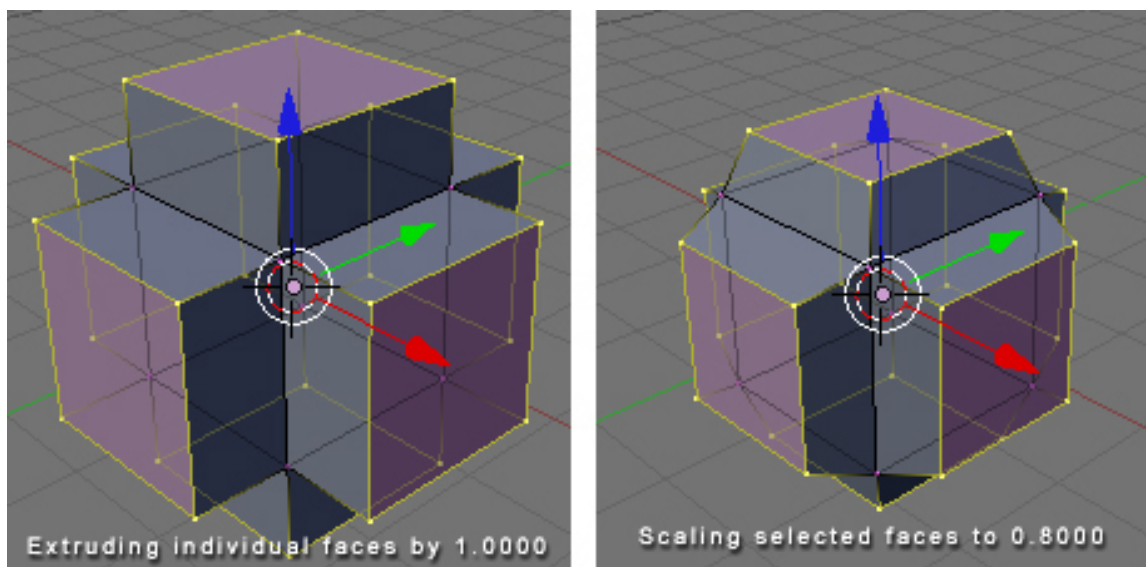 Extruding individual faces by 1.0000
Scaling selected faces to 0.8000